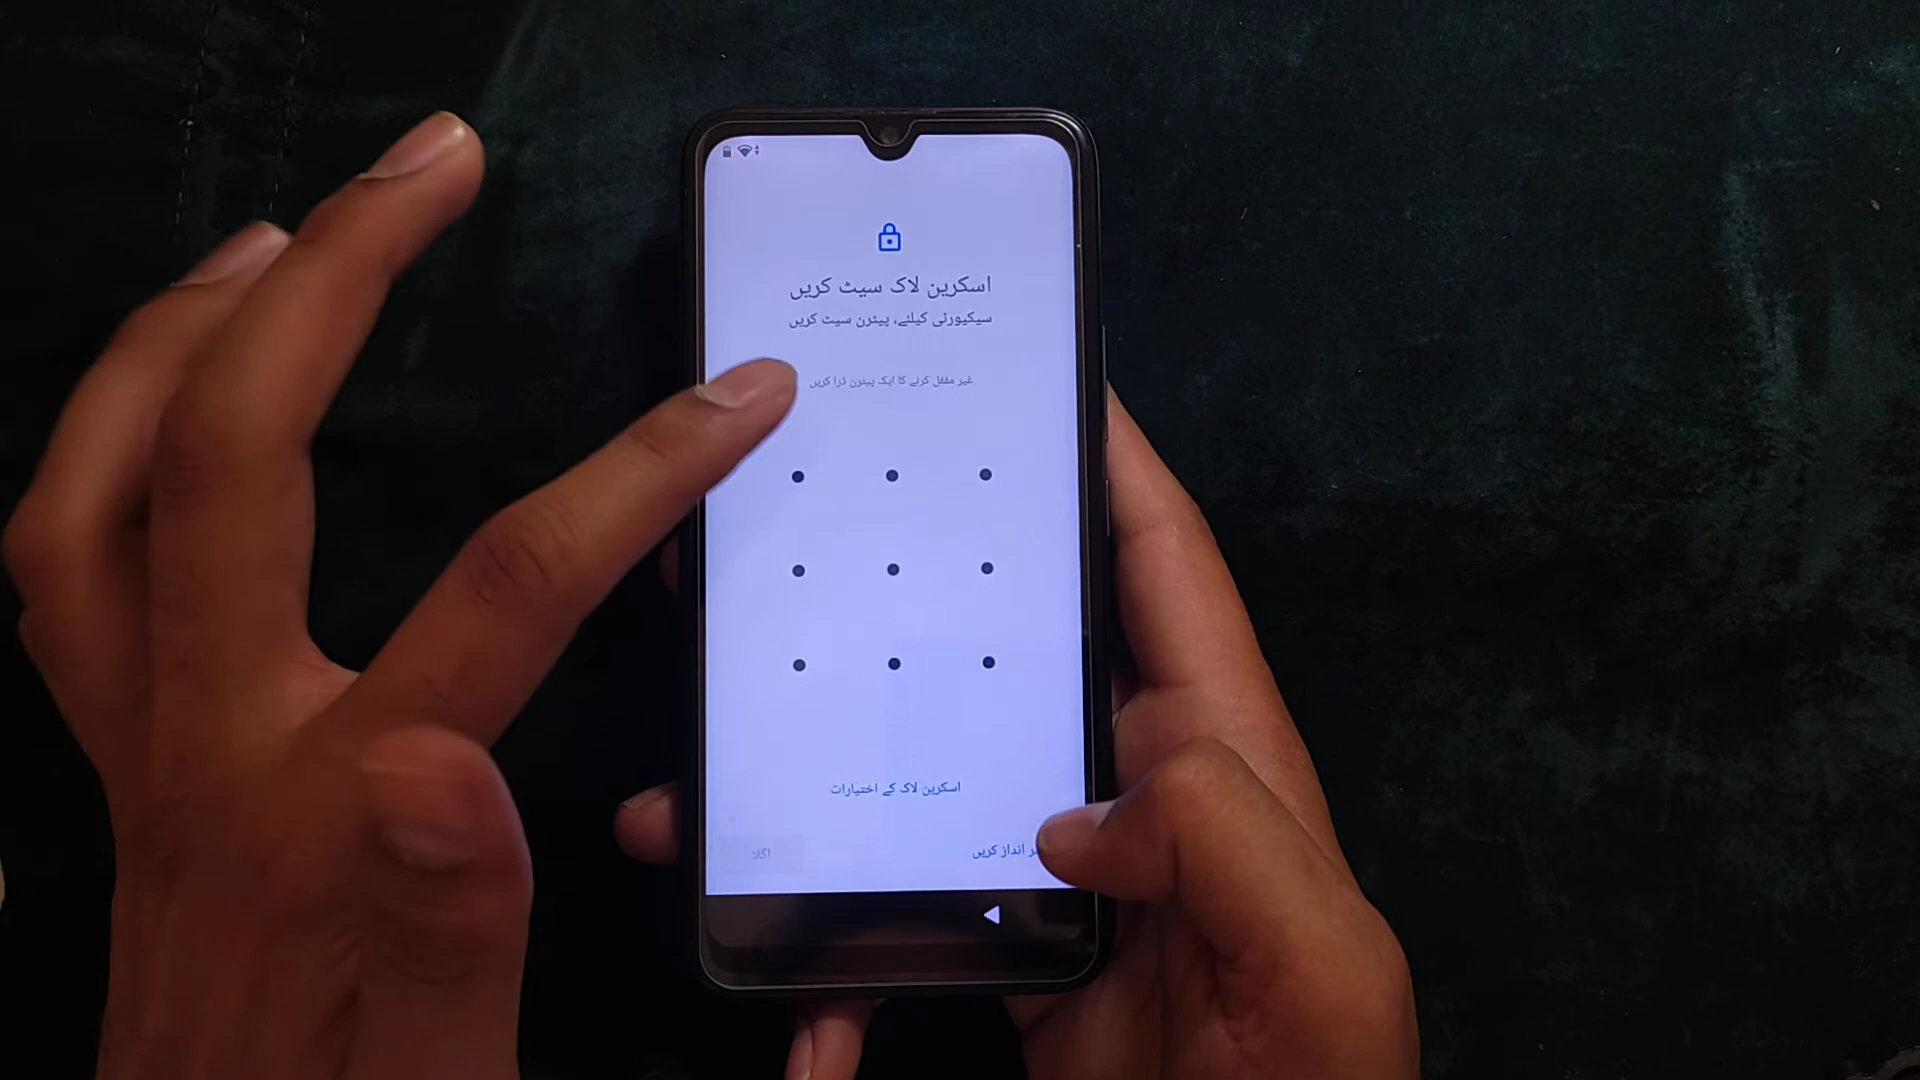 اسکرین لاک سیٹ کریں
سیکیورٹی کیلئے، پیٹرن سیٹ کریں
غیر مقفل کرنے کا ایک پیٹرن ڈرا کریں
اسکرین لاک کے اختیارات
انداز کریں
اگلا